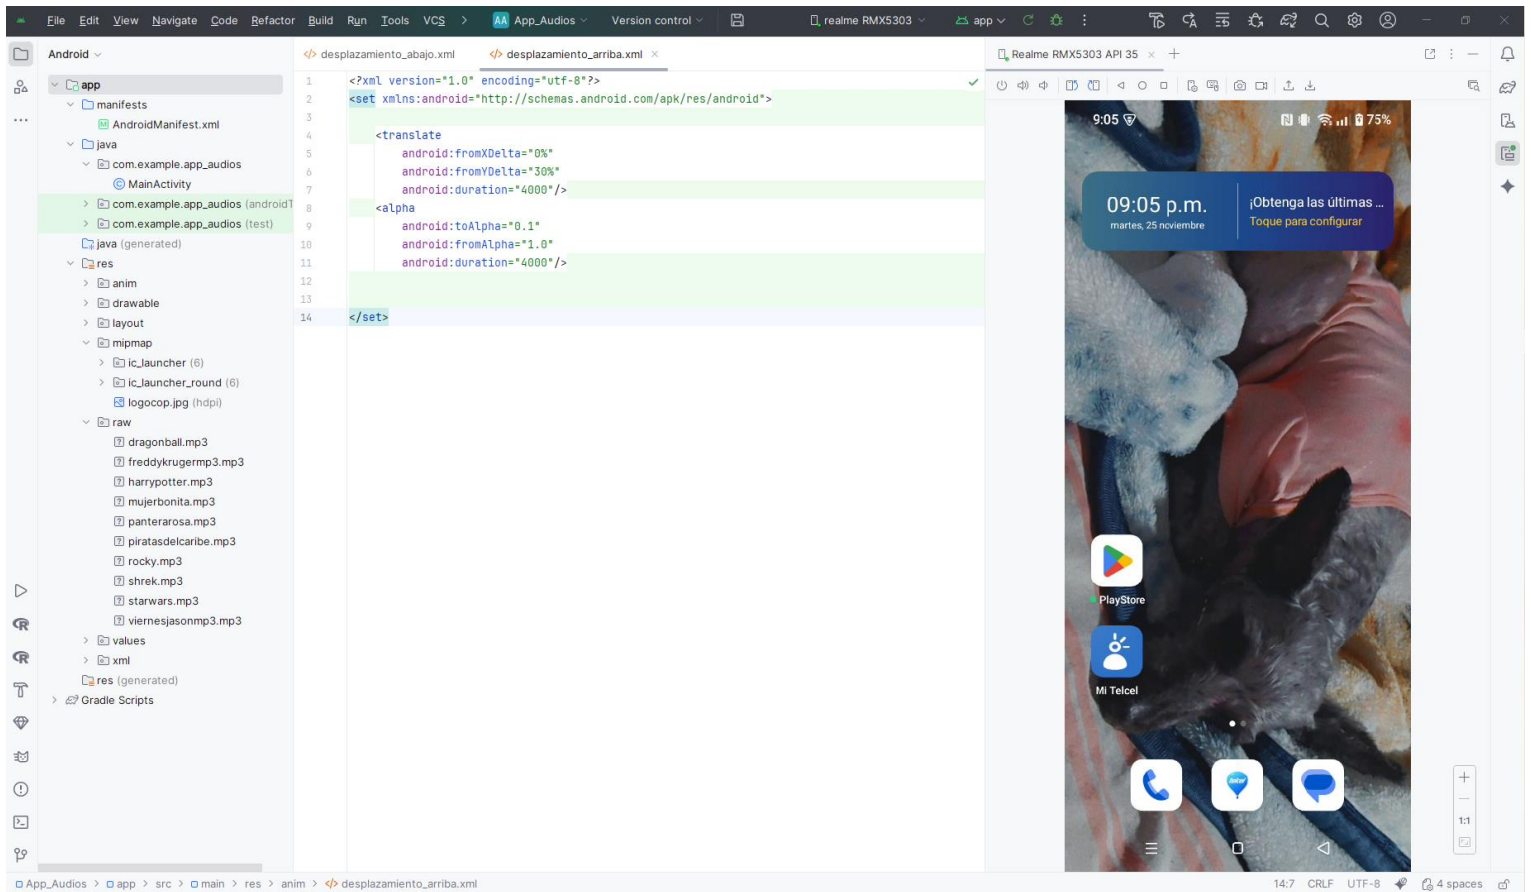 File Edit View Navigate Code Refactor Build Run Tools VCS > AA App_Audios Version control realme RMX5303 app
Android
desplazamiento_abajo.xml desplazamiento_arriba.xml
Realme RMX5303 API 35
app
manifests
AndroidManifest.xml
java
com.example.app_audios
MainActivity
com.example.app_audios (androidT
com.example.app_audios (test)
java (generated)
res
anim
drawable
layout
mipmap
ic_launcher (6)
ic_launcher_round (6)
logocop.jpg (hdpi)
raw
dragonball.mp3
freddykrugermp3.mp3
harrypotter.mp3
mujerbonita.mp3
panterarosa.mp3
piratasdelcaribe.mp3
rocky.mp3
shrek.mp3
starwars.mp3
viernesjasonmp3.mp3
values
xml
res (generated)
Gradle Scripts
1 <?xml version="1.0" encoding="utf-8"?>
2 <set xmlns:android="http://schemas.android.com/apk/res/android">
3
4 <translate
5 android:fromXDelta="0%"
6 android:fromYDelta="30%"
7 android:duration="4000"/>
8 <alpha
9 android:toAlpha="0.1"
10 android:fromAlpha="1.0"
11 android:duration="4000"/>
12
13
14 </set>
9:05 75%
09:05 p.m.
martes, 25 noviembre
¡Obtenga las últimas ...
Toque para configurar
PlayStore
Mi Telcel
1:1
App_Audios > app > src > main > res > anim > desplazamiento_arriba.xml
14:7 CRLF UTF-8 4 spaces